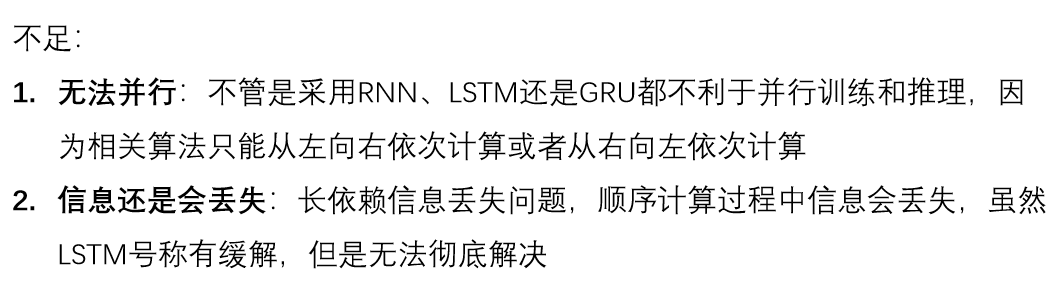 不足：
1. 无法并行：不管是采用RNN、LSTM还是GRU都不利于并行训练和推理，因
为相关算法只能从左向右依次计算或者从右向左依次计算
2. 信息还是会丢失：长依赖信息丢失问题，顺序计算过程中信息会丢失，虽然
LSTM号称有缓解，但是无法彻底解决